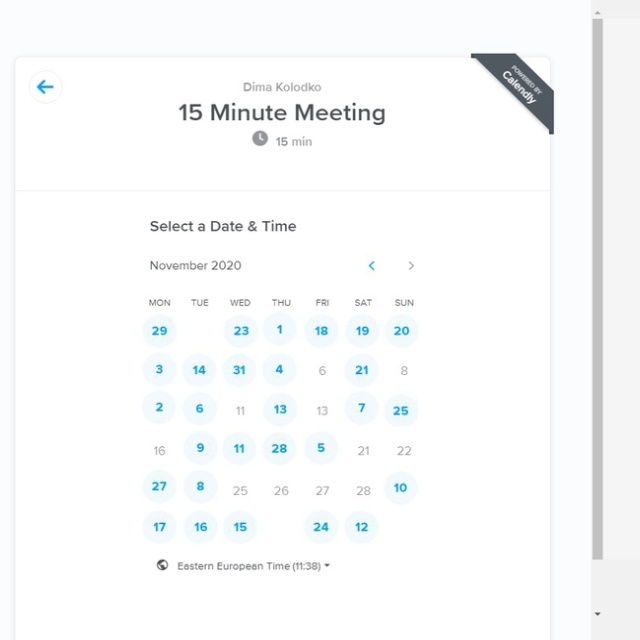 POWERED BY
Calendly
Dima Kolodko
15 Minute Meeting
15 min
Select a Date & Time
November 2020
MON TUE WED THU FRI SAT SUN
29 23 1 18 19 20
3 14 31 4 6 21 8
2 6 11 13 13 7 25
16 9 11 28 5 21 22
27 8 25 26 27 28 10
17 16 15 24 12
Eastern European Time (11:38)